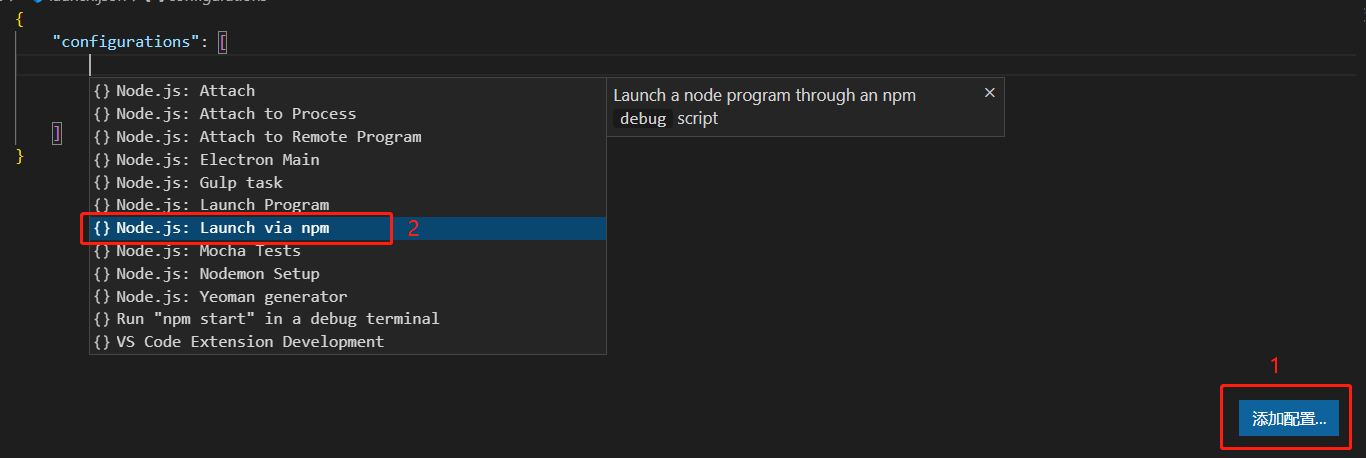 {
"configurations": [
{} Node.js: Attach
{} Node.js: Attach to Process
{} Node.js: Attach to Remote Program
{} Node.js: Electron Main
{} Node.js: Gulp task
{} Node.js: Launch Program
{} Node.js: Launch via npm 2
{} Node.js: Mocha Tests
{} Node.js: Nodemon Setup
{} Node.js: Yeoman generator
{} Run "npm start" in a debug terminal
{} VS Code Extension Development
Launch a node program through an npm ×
debug script
]
}
1
添加配置...